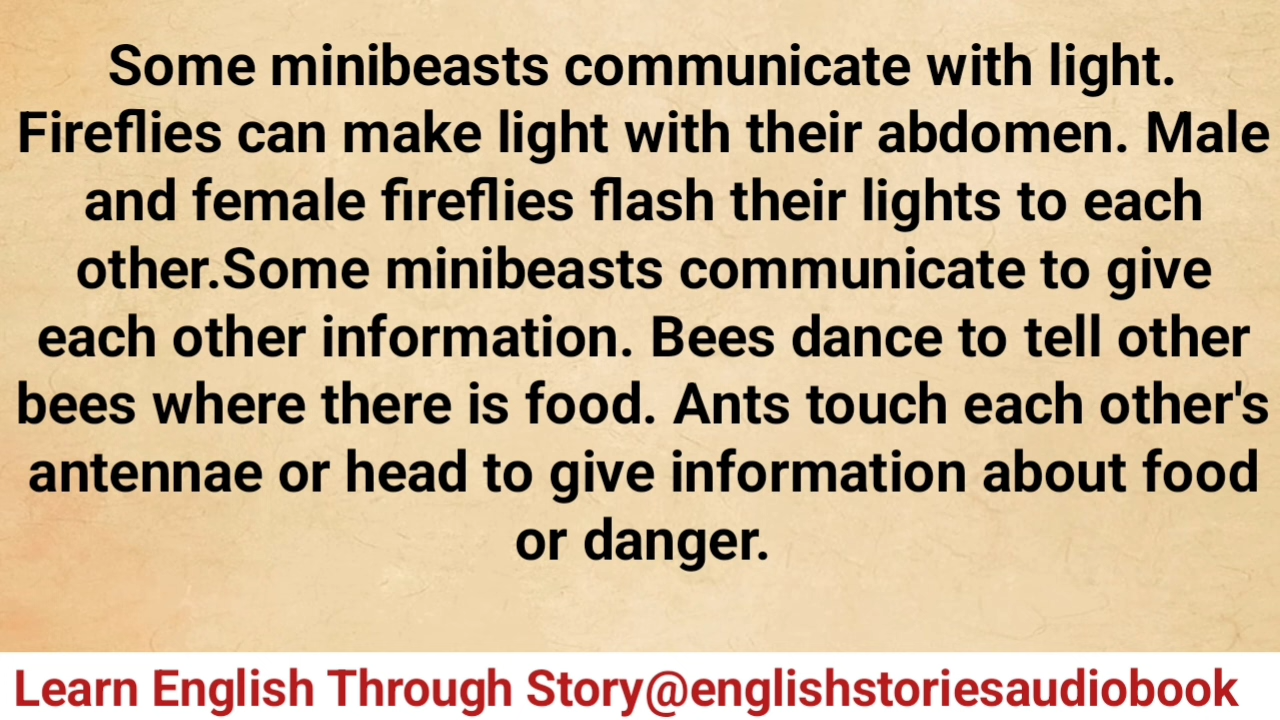 Some minibeasts communicate with light.
Fireflies can make light with their abdomen. Male
and female fireflies flash their lights to each
other.Some minibeasts communicate to give
each other information. Bees dance to tell other
bees where there is food. Ants touch each other's
antennae or head to give information about food
or danger.
Learn English Through Story@englishstoriesaudiobook